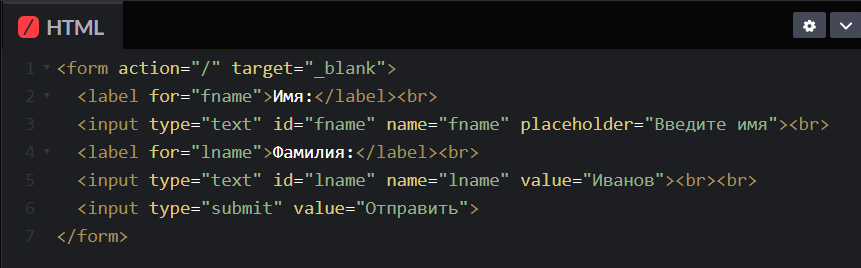 HTML
1 <form action="/" target="_blank">
2 <label for="fname">Имя:</label><br>
3 <input type="text" id="fname" name="fname" placeholder="Введите имя"><br>
4 <label for="lname">Фамилия:</label><br>
5 <input type="text" id="lname" name="lname" value="Иванов"><br><br>
6 <input type="submit" value="Отправить">
7 </form>